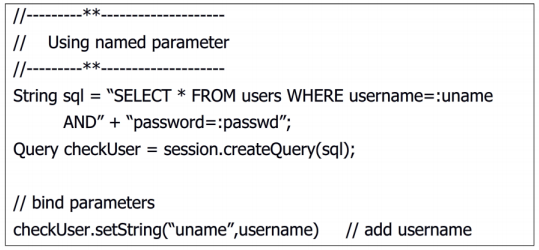 //---------**--------------------
//    Using named parameter
//---------**--------------------
String sql = “SELECT * FROM users WHERE username=:uname
AND” + “password=:passwd”;
Query checkUser = session.createQuery(sql);
// bind parameters
checkUser.setString(“uname”,username)    // add username